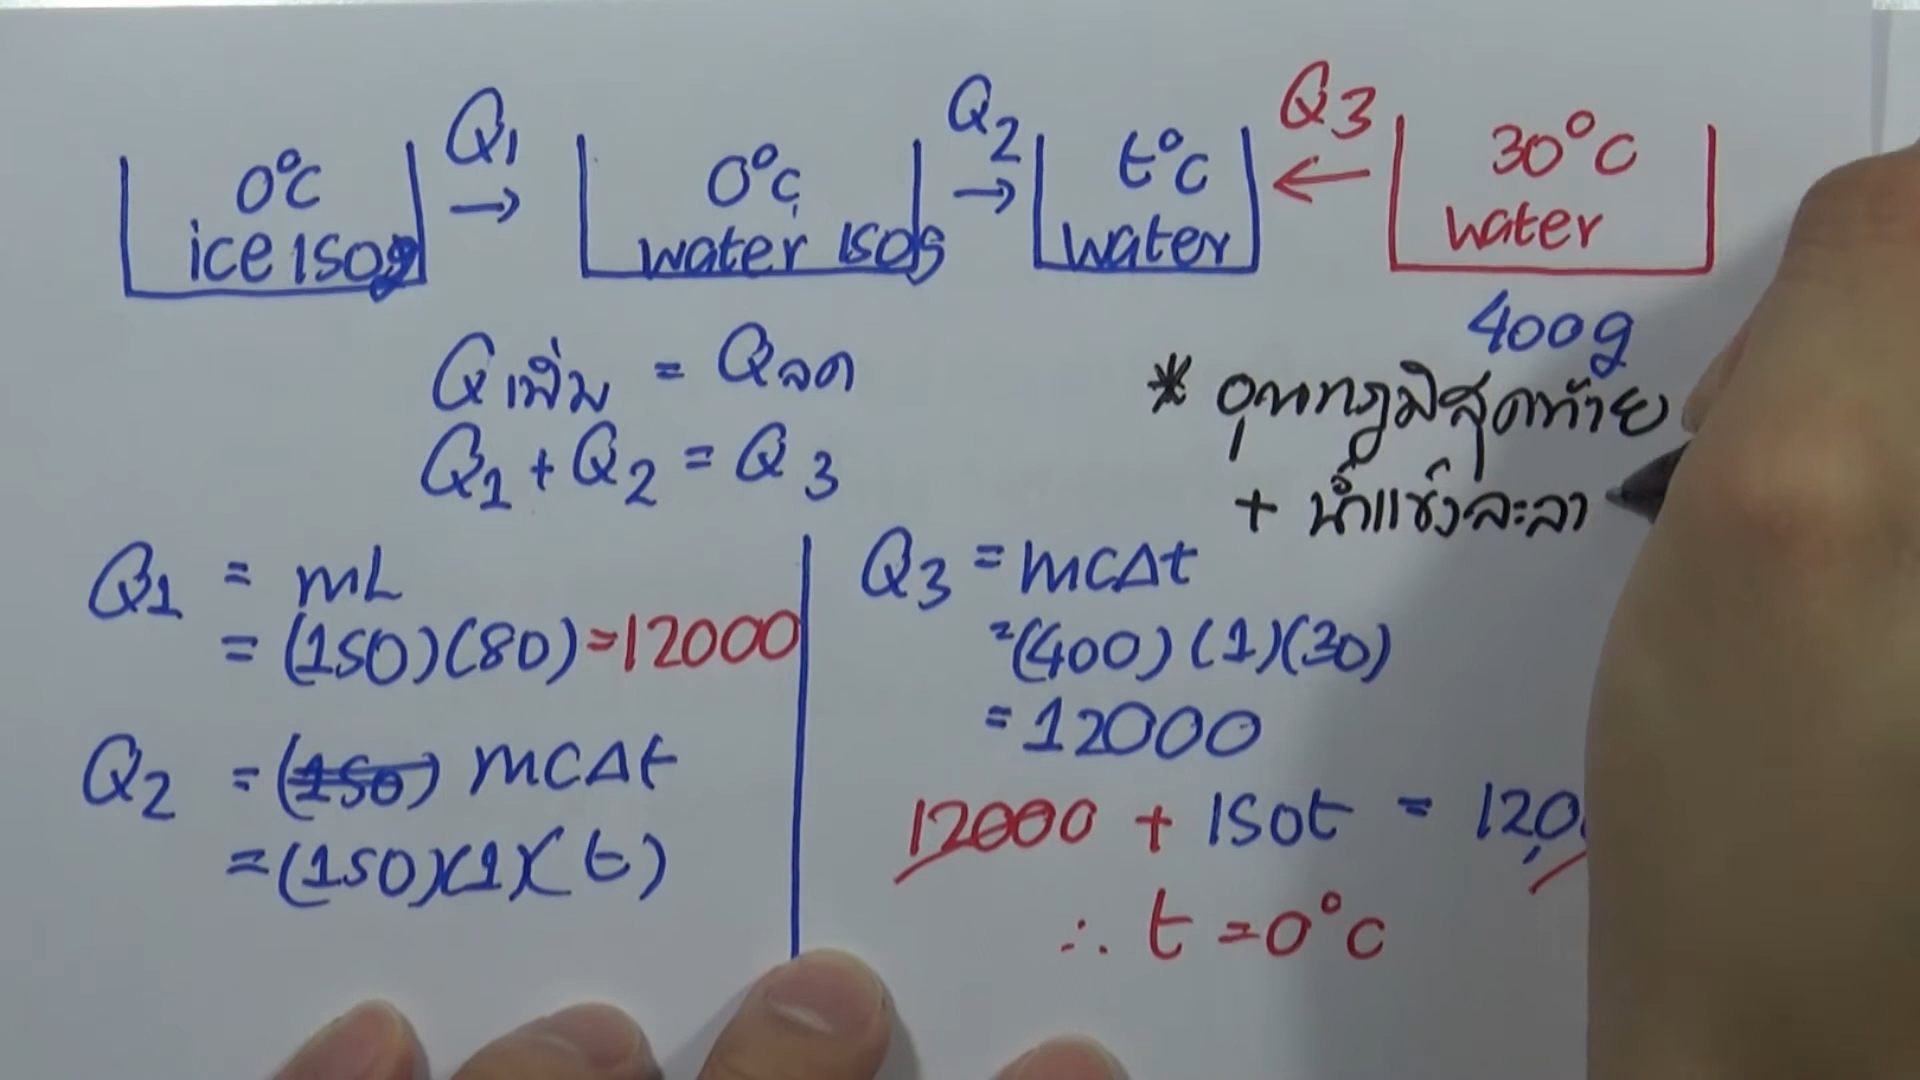 0°C Q1 → 0°C Q2 → t°C Q3 ← 30°C
ice 150g water 150g water water
400g
Qเพิ่ม = Qลด
* อุณหภูมิสุดท้าย
Q1 + Q2 = Q3
+ น้ำแข็งละลา
Q1 = mL
= (150)(80) = 12000
Q2 = (150) mcΔt
= (150)(1)(t)
Q3 = mcΔt
= (400)(1)(30)
= 12000
12000 + 150t = 120
∴ t = 0°C